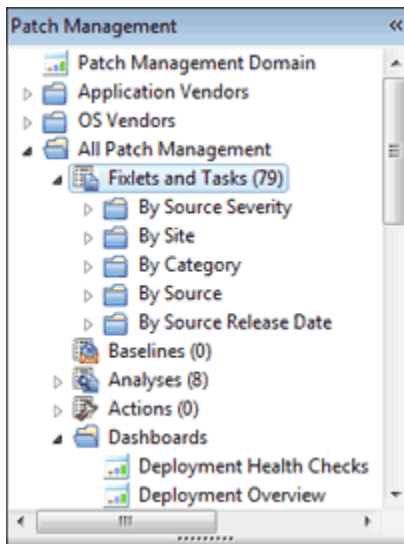 Patch Management
Patch Management Domain
Application Vendors
OS Vendors
All Patch Management
Fixlets and Tasks (79)
By Source Severity
By Site
By Category
By Source
By Source Release Date
Baselines (0)
Analyses (8)
Actions (0)
Dashboards
Deployment Health Checks
Deployment Overview